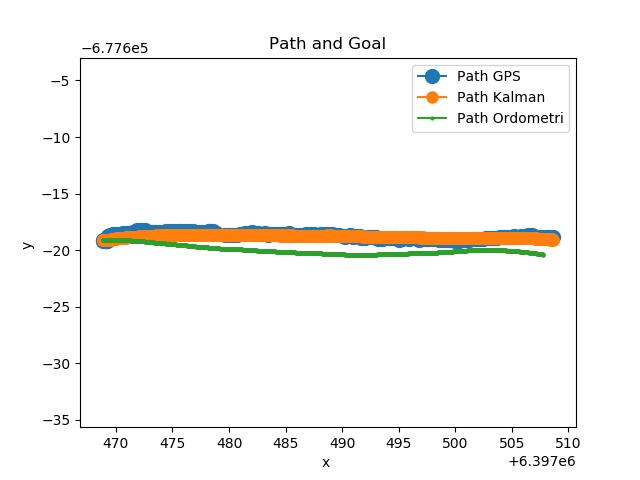 Path and Goal
−6.776e5
Path GPS
Path Kalman
Path Ordometri
−5
−10
−15
−20
−25
−30
−35
y
470 475 480 485 490 495 500 505 510
x
+6.397e6